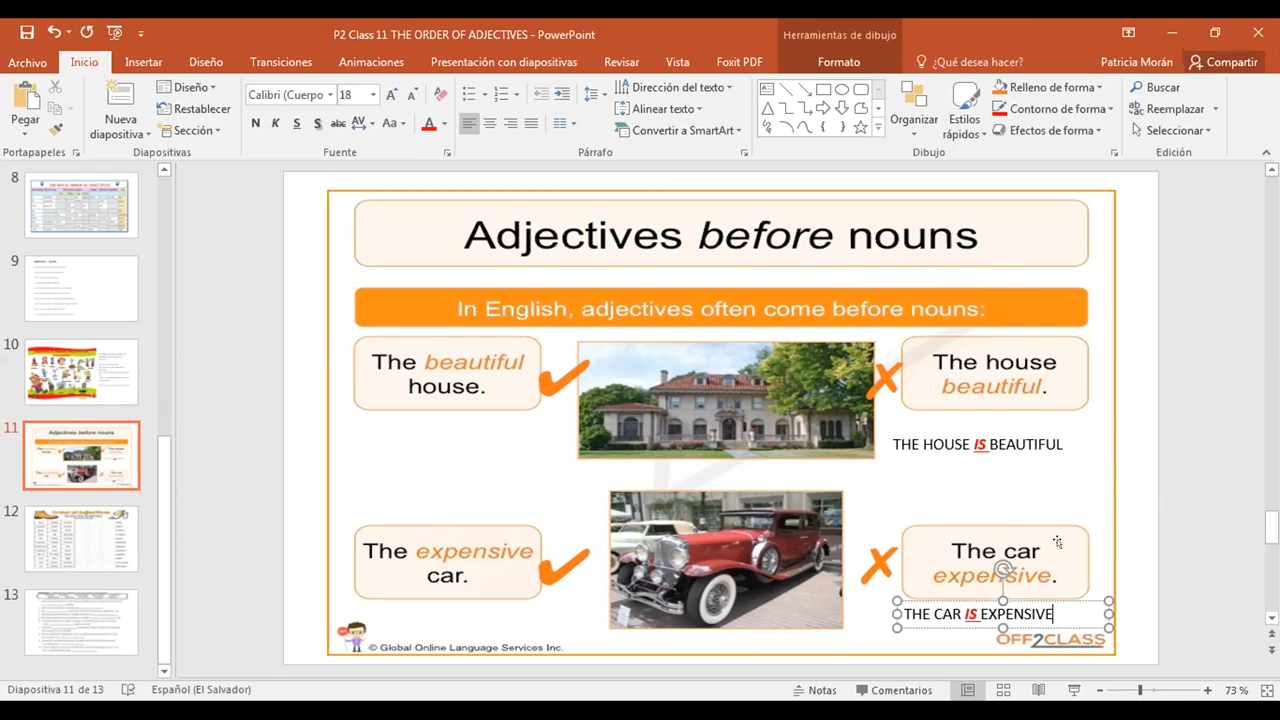 P2 Class 11 THE ORDER OF ADJECTIVES - PowerPoint
Herramientas de dibujo
Archivo
Inicio
Insertar
Diseño
Transiciones
Animaciones
Presentación con diapositivas
Revisar
Vista
Foxit PDF
Formato
¿Qué desea hacer?
Patricia Morán
Compartir
Pegar
Nueva diapositiva
Diseño
Restablecer
Sección
Calibri (Cuerpo
18
N K S S abc AV Aa A
Dirección del texto
Alinear texto
Convertir a SmartArt
Organizar
Estilos rápidos
Relleno de forma
Contorno de forma
Efectos de forma
Buscar
Reemplazar
Seleccionar
Portapapeles
Diapositivas
Fuente
Párrafo
Dibujo
Edición
8
9
10
11
Adjectives before nouns
12
13
Adjectives before nouns
In English, adjectives often come before nouns:
The beautiful
house.
The house
beautiful.
THE HOUSE IS BEAUTIFUL
The expensive
car.
The car
expensive.
THE CAR IS EXPENSIVE
OFF2CLASS
© Global Online Language Services Inc.
Diapositiva 11 de 13
Español (El Salvador)
Notas
Comentarios
73 %